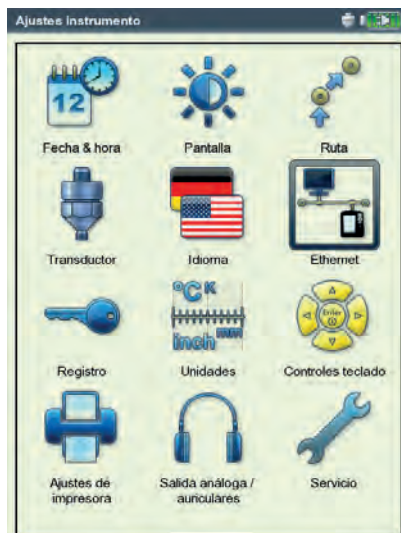 Ajustes instrumento
12
Fecha & hora
Pantalla
Ruta
Transductor
Idioma
Ethernet
°C K
inch mm
Enter
Registro
Unidades
Controles teclado
Ajustes de
impresora
Salida análoga /
auriculares
Servicio